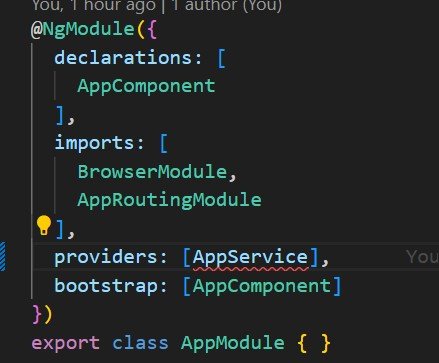 You, 1 hour ago | 1 author (You)
@NgModule({
  declarations: [
    AppComponent
  ],
  imports: [
    BrowserModule,
    AppRoutingModule
  ],
  providers: [AppService], You
  bootstrap: [AppComponent]
})
export class AppModule { }